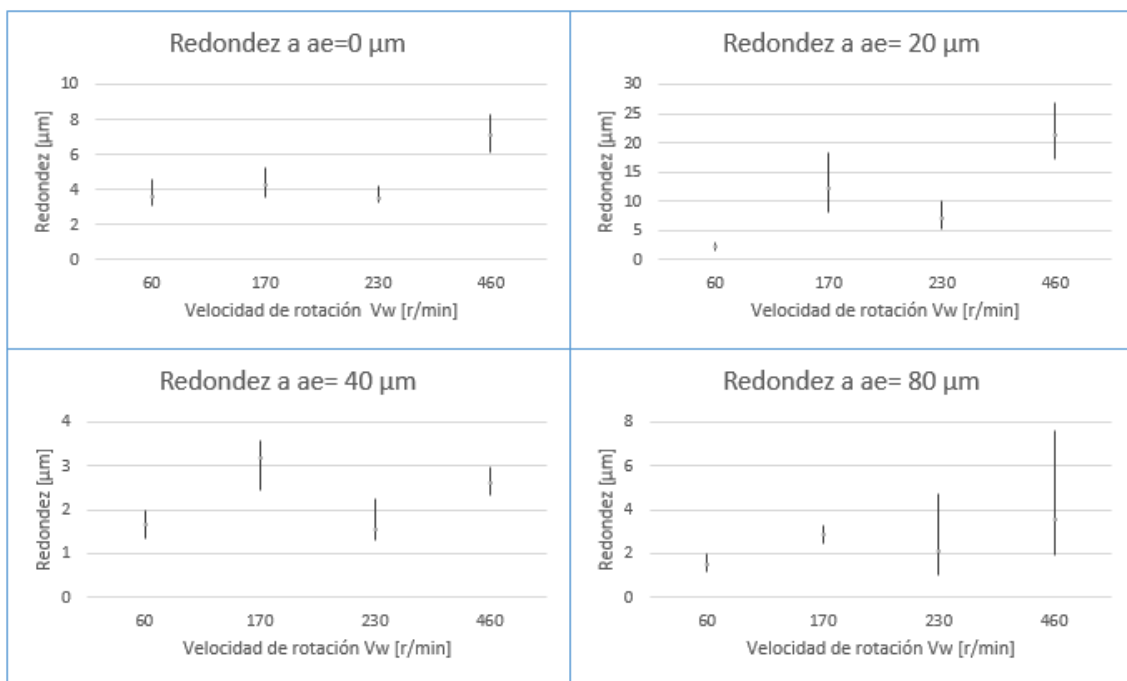 Redondez a ae=0 µm
Redondez [µm]
10
8
6
4
2
0
60 170 230 460
Velocidad de rotación Vw [r/min]
Redondez a ae= 20 µm
Redondez [µm]
30
25
20
15
10
5
0
60 170 230 460
Velocidad de rotación Vw [r/min]
Redondez a ae= 40 µm
Redondez [µm]
4
3
2
1
0
60 170 230 460
Velocidad de rotación Vw [r/min]
Redondez a ae= 80 µm
Redondez [µm]
8
6
4
2
0
60 170 230 460
Velocidad de rotación Vw [r/min]